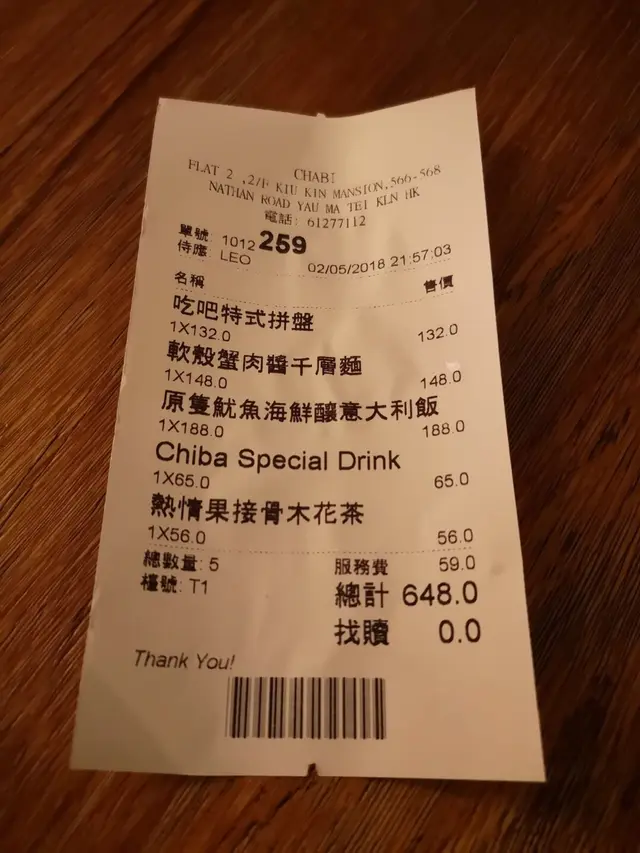 CHABI
FLAT 2 ,2/F KIU KIN MANSION,566-568
NATHAN ROAD YAU MA TEI KLN HK
電話: 61277112
單號: 1012 259
侍應: LEO 02/05/2018 21:57:03
名稱 售價
吃吧特式拼盤
1X132.0 132.0
軟殼蟹肉醬千層麵
1X148.0 148.0
原隻魷魚海鮮釀意大利飯
1X188.0 188.0
Chiba Special Drink
1X65.0 65.0
熱情果接骨木花茶
1X56.0 56.0
總數量: 5 服務費 59.0
檯號: T1 總計 648.0
找贖 0.0
Thank You!